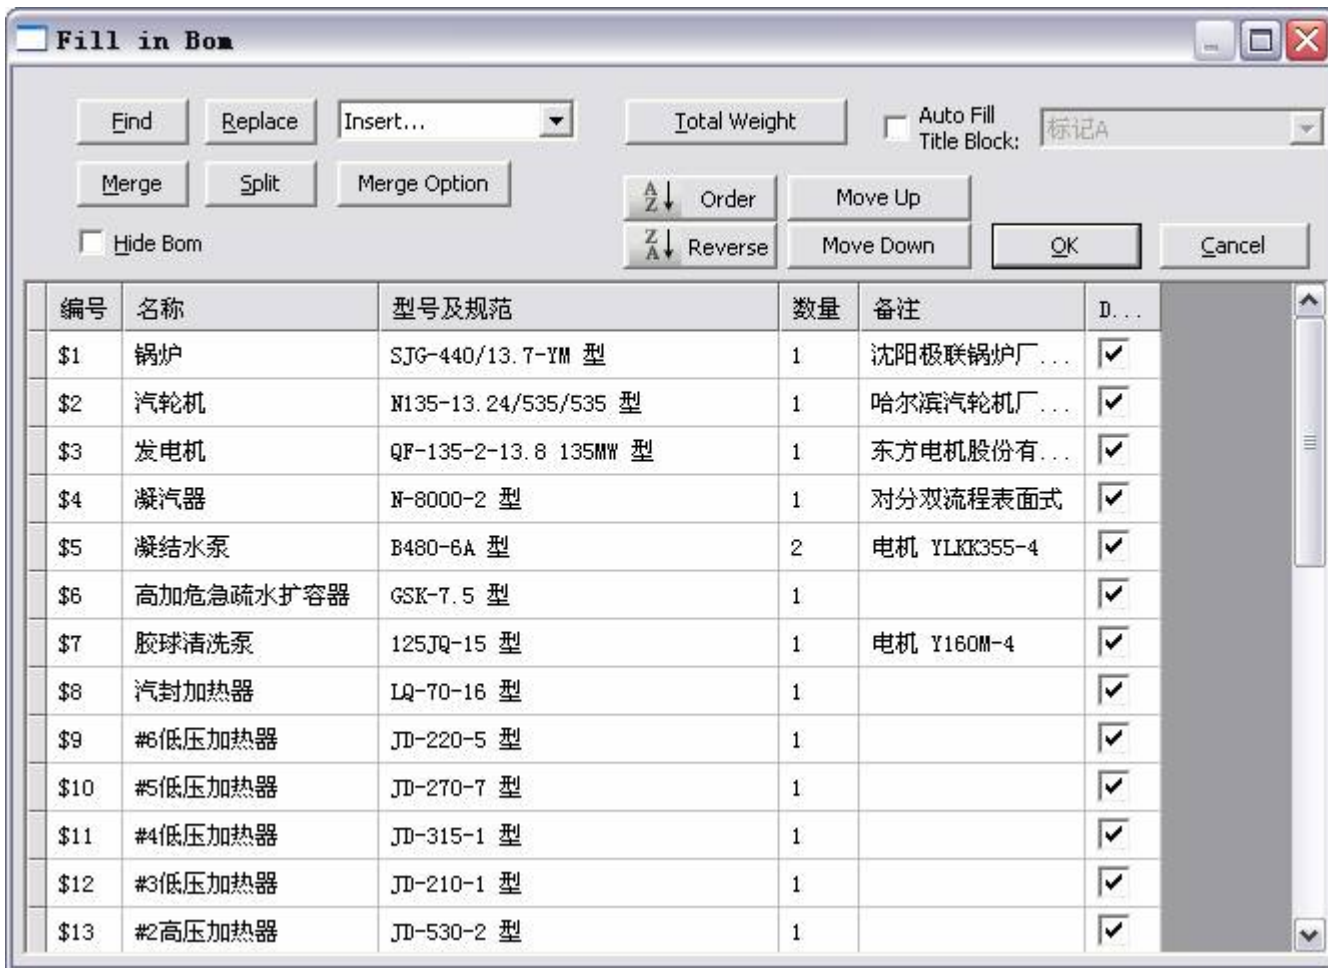 Fill in Bom
Find Replace Insert... Total Weight Auto Fill Title Block: 标记A
Merge Split Merge Option Order Move Up
Hide Bom Reverse Move Down OK Cancel
编号 名称 型号及规范 数量 备注 D...
$1 锅炉 SJG-440/13.7-YM 型 1 沈阳极联锅炉厂...
$2 汽轮机 N135-13.24/535/535 型 1 哈尔滨汽轮机厂...
$3 发电机 QF-135-2-13.8 135MW 型 1 东方电机股份有...
$4 凝汽器 N-8000-2 型 1 对分双流程表面式
$5 凝结水泵 B480-6A 型 2 电机 YLKK355-4
$6 高加危急疏水扩容器 GSK-7.5 型 1
$7 胶球清洗泵 125JQ-15 型 1 电机 Y160M-4
$8 汽封加热器 LQ-70-16 型 1
$9 #6低压加热器 JD-220-5 型 1
$10 #5低压加热器 JD-270-7 型 1
$11 #4低压加热器 JD-315-1 型 1
$12 #3低压加热器 JD-210-1 型 1
$13 #2高压加热器 JD-530-2 型 1